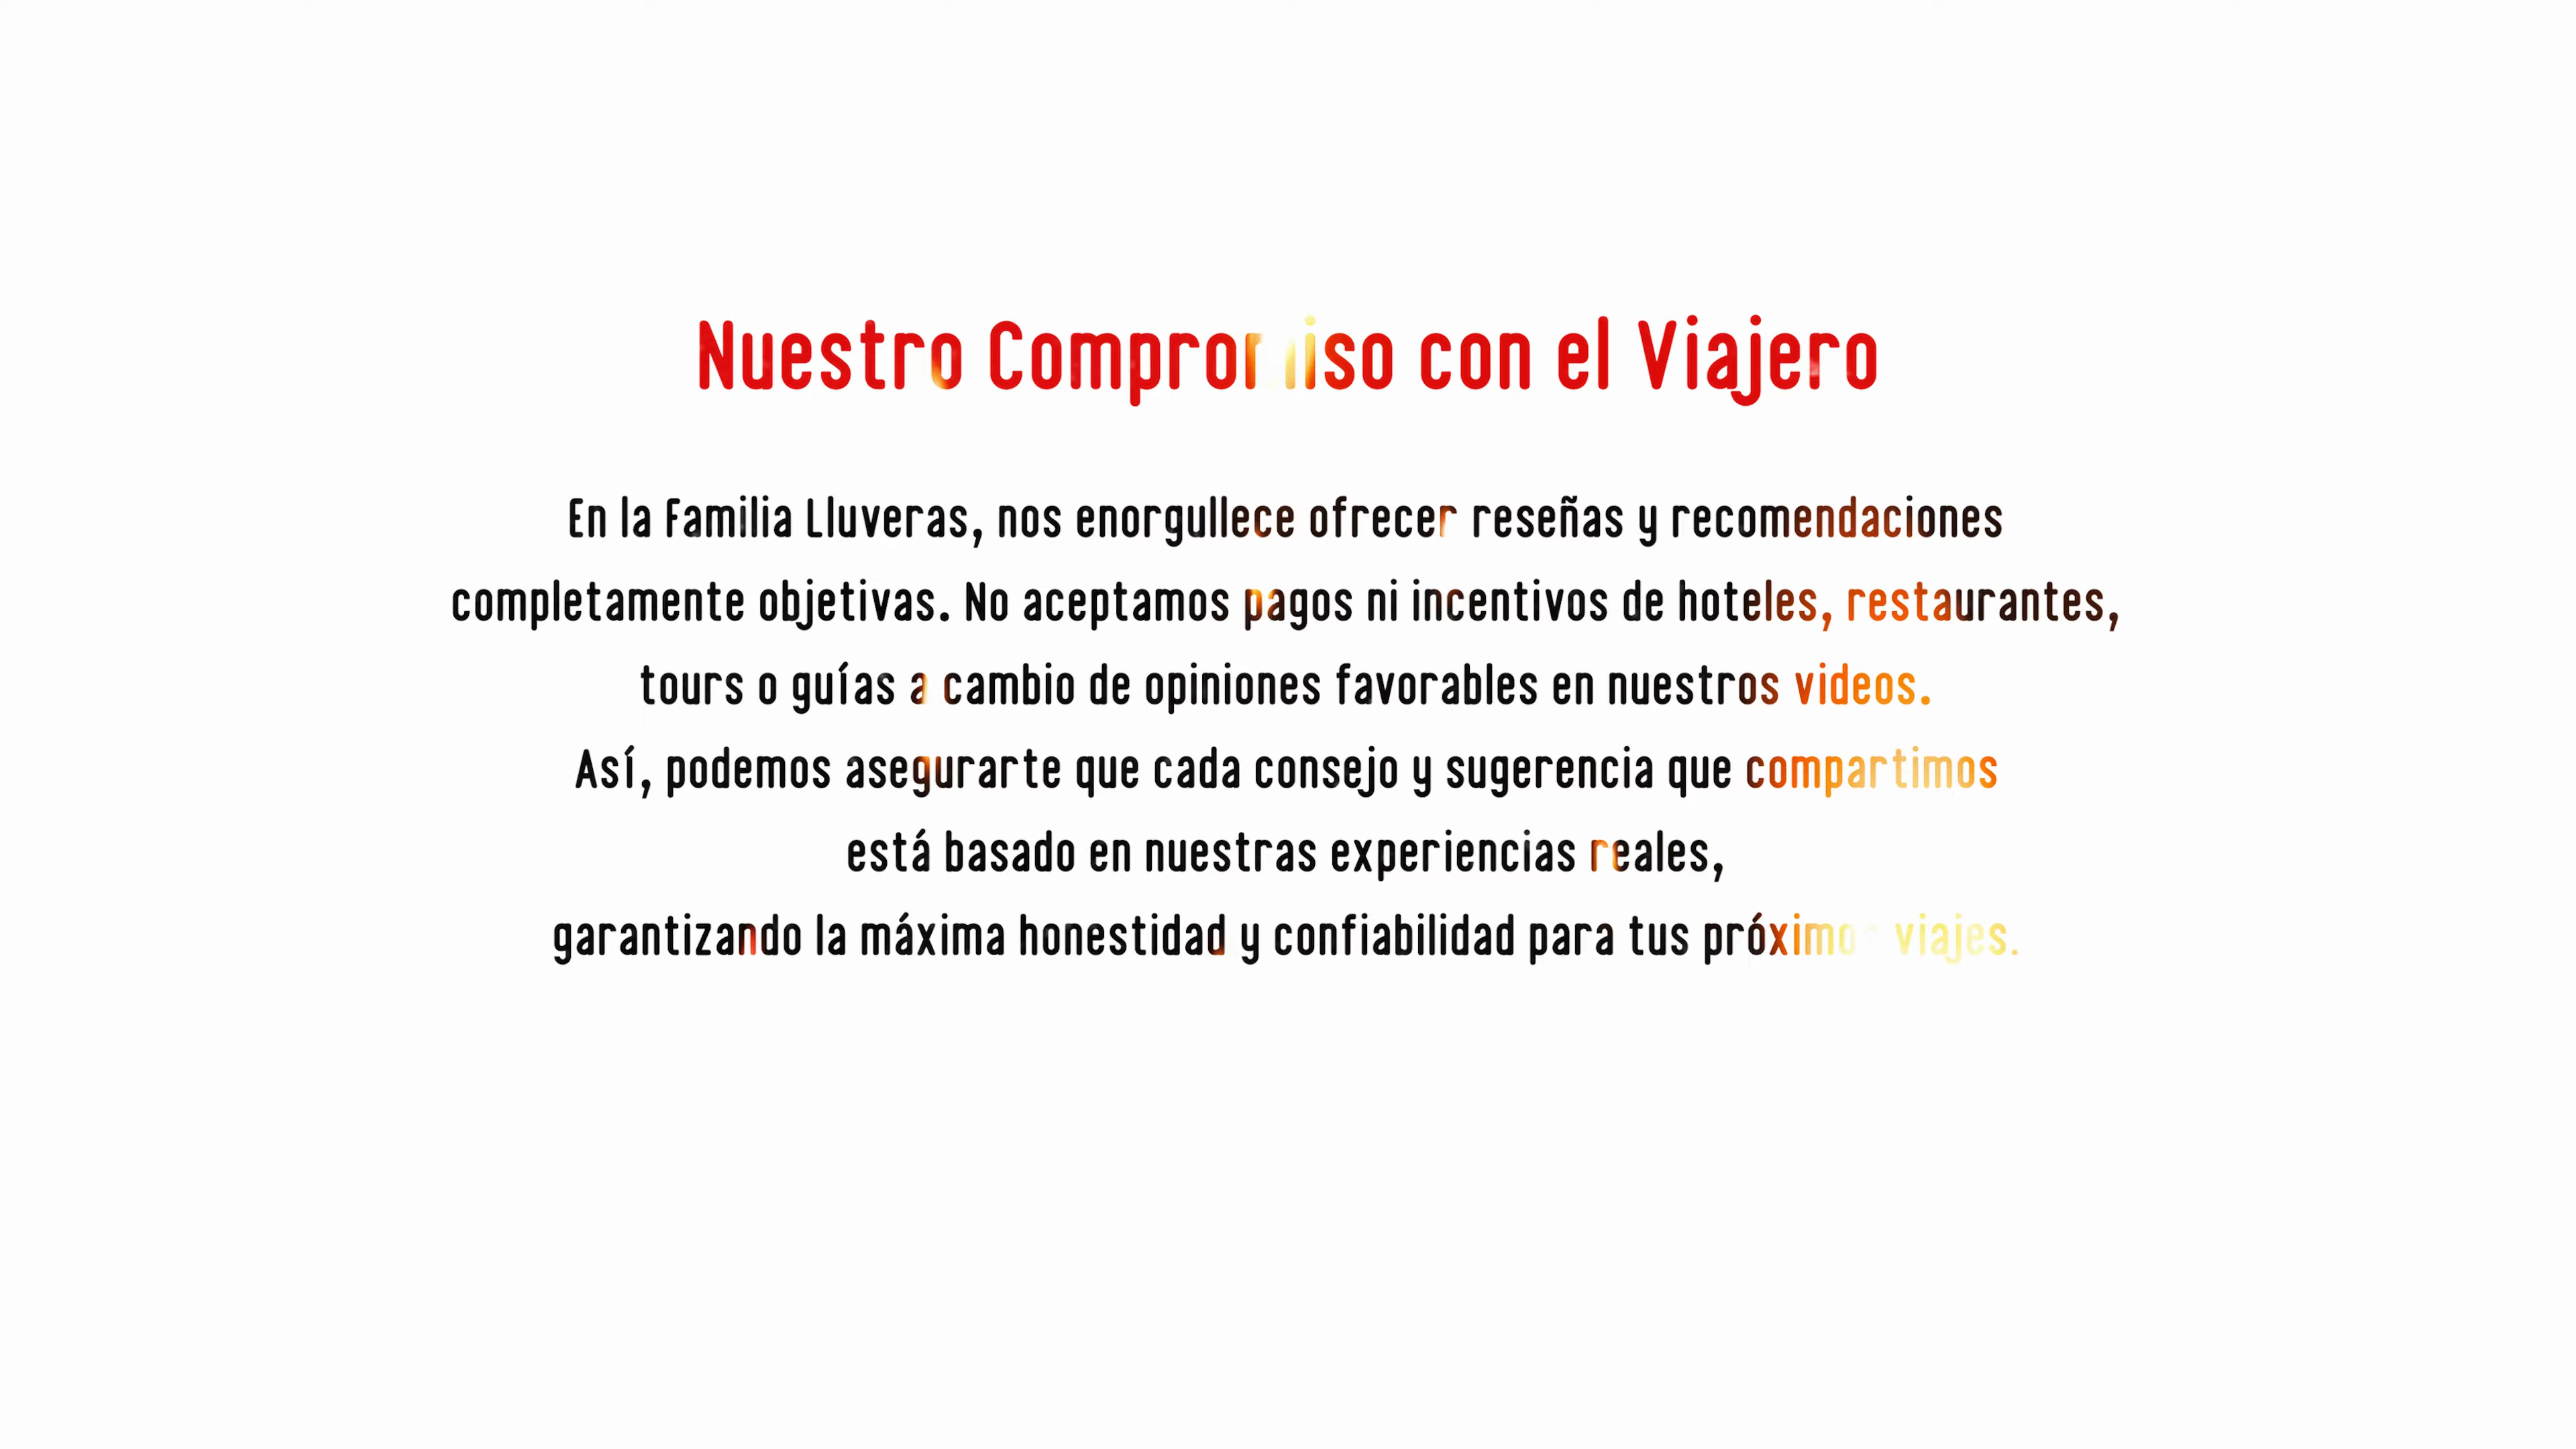 Nuestro Compromiso con el Viajero
En la Familia Lluveras, nos enorgullece ofrecer reseñas y recomendaciones
completamente objetivas. No aceptamos pagos ni incentivos de hoteles, restaurantes,
tours o guías a cambio de opiniones favorables en nuestros videos.
Así, podemos asegurarte que cada consejo y sugerencia que compartimos
está basado en nuestras experiencias reales,
garantizando la máxima honestidad y confiabilidad para tus próximos viajes.